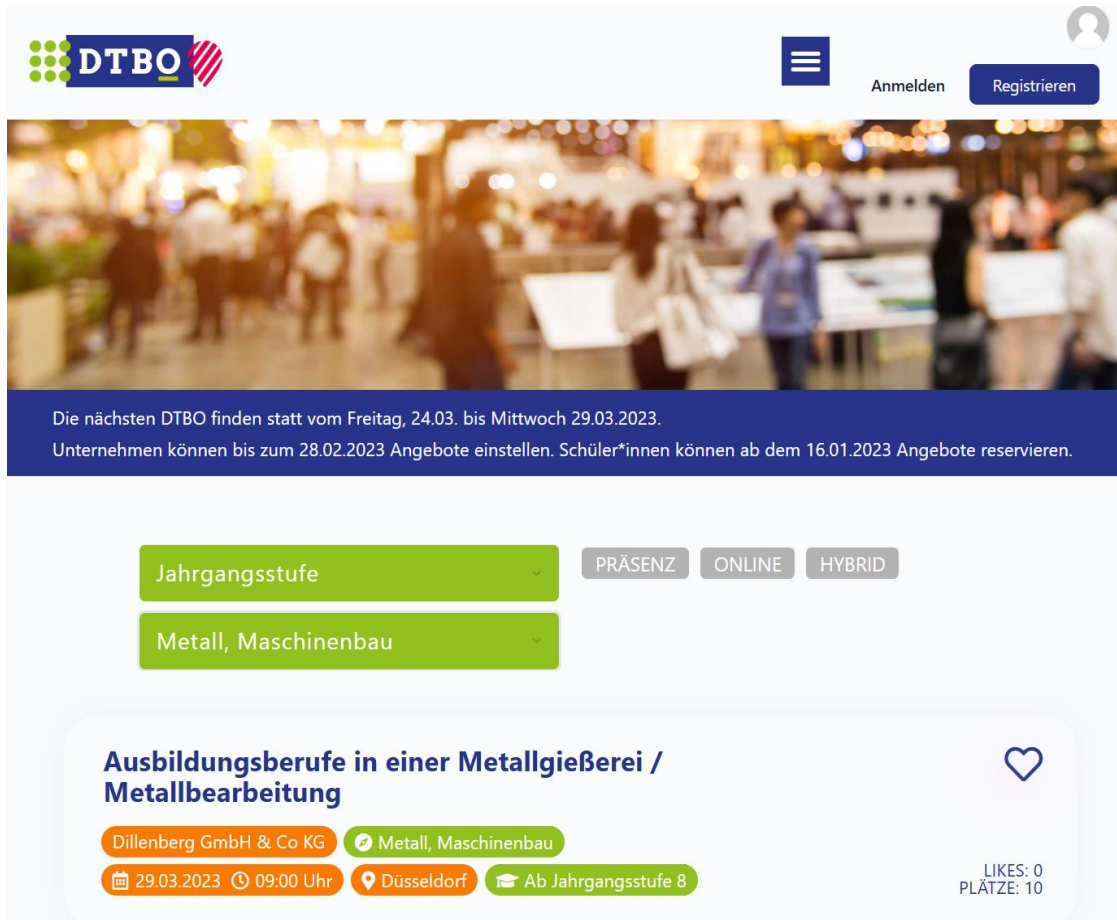 DTBO
Anmelden
Registrieren
Die nächsten DTBO finden statt vom Freitag, 24.03. bis Mittwoch 29.03.2023.
Unternehmen können bis zum 28.02.2023 Angebote einstellen. Schüler*innen können ab dem 16.01.2023 Angebote reservieren.
Jahrgangsstufe
PRÄSENZ ONLINE HYBRID
Metall, Maschinenbau
Ausbildungsberufe in einer Metallgießerei /
Metallbearbeitung
Dillenberg GmbH & Co KG Metall, Maschinenbau
29.03.2023 09:00 Uhr Düsseldorf Ab Jahrgangsstufe 8
LIKES: 0
PLÄTZE: 10